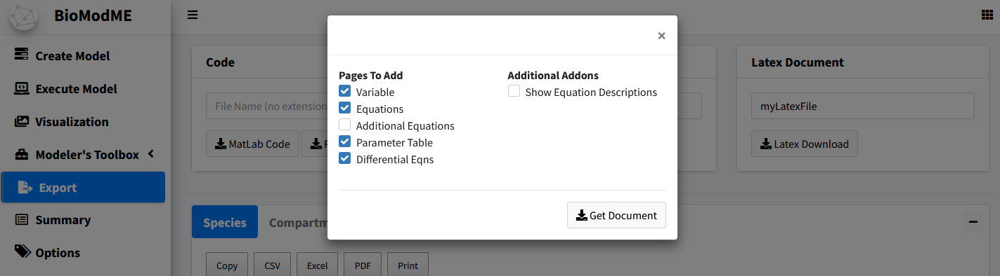 BioModME
Create Model
Execute Model
Visualization
Modeler's Toolbox
Export
Summary
Options
Code
File Name (no extension
MatLab Code
Pages To Add
Variable
Equations
Additional Equations
Parameter Table
Differential Eqns
Additional Addons
Show Equation Descriptions
Get Document
Latex Document
myLatexFile
Latex Download
Species
Compartm
Copy
CSV
Excel
PDF
Print